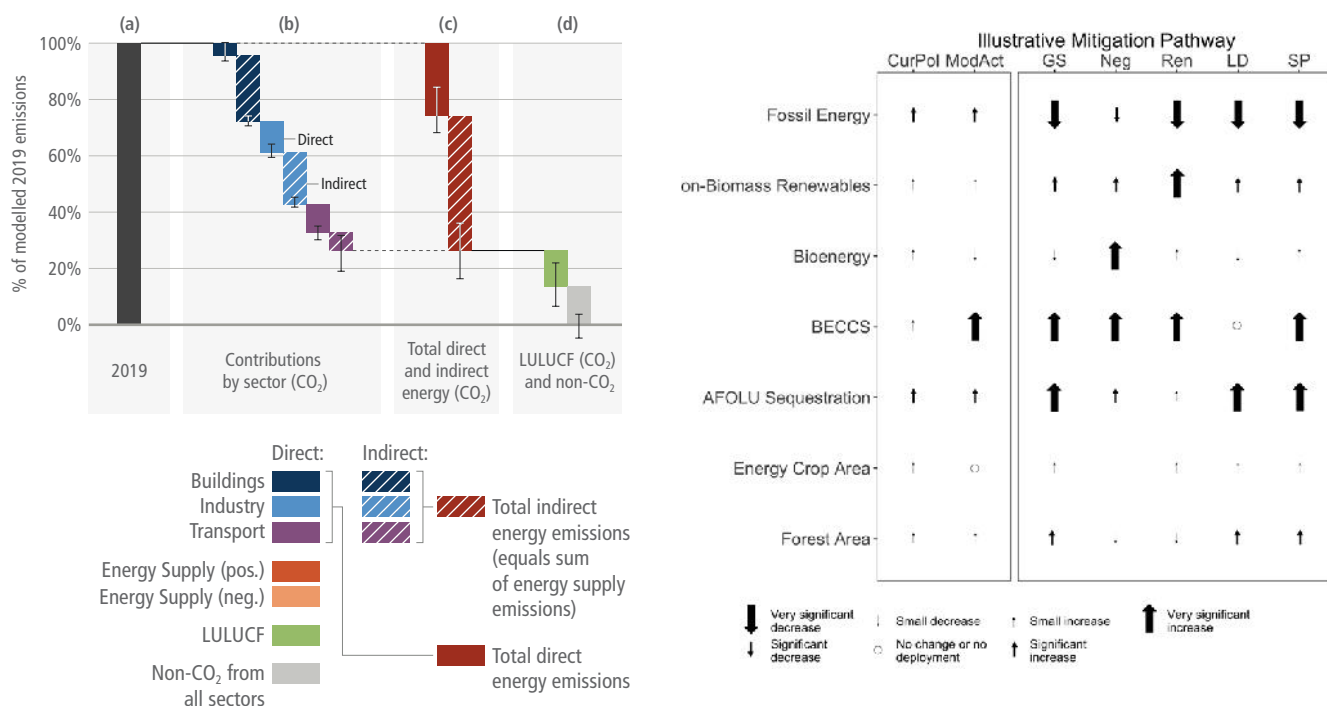 (a) (b) (c) (d)
100%
80%
60%
40%
20%
0%
% of modelled 2019 emissions
Direct
Indirect
2019
Contributions
by sector (CO₂)
Total direct
and indirect
energy (CO₂)
LULUCF (CO₂)
and non-CO₂
Direct: Indirect:
Buildings
Industry
Transport
Energy Supply (pos.)
Energy Supply (neg.)
LULUCF
Non-CO₂ from
all sectors
Total indirect
energy emissions
(equals sum
of energy supply
emissions)
Total direct
energy emissions
Illustrative Mitigation Pathway
CurPol ModAct GS Neg Ren LD SP
Fossil Energy
on-Biomass Renewables
Bioenergy
BECCS
AFOLU Sequestration
Energy Crop Area
Forest Area
Very significant
decrease
Significant
decrease
Small decrease
No change or no
deployment
Small increase
Significant
increase
Very significant
increase